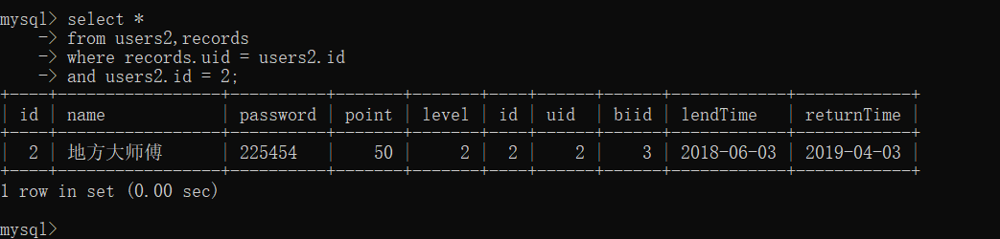 mysql> select *
    -> from users2,records
    -> where records.uid = users2.id
    -> and users2.id = 2;
+----+-----------------+----------+-------+-------+----+------+------+------------+------------+
| id | name            | password | point | level | id | uid  | biid | lendTime   | returnTime |
+----+-----------------+----------+-------+-------+----+------+------+------------+------------+
|  2 | 地方大师傅      | 225454   |    50 |     2 | 2  |    2 |    3 | 2018-06-03 | 2019-04-03 |
+----+-----------------+----------+-------+-------+----+------+------+------------+------------+
1 row in set (0.00 sec)
mysql>